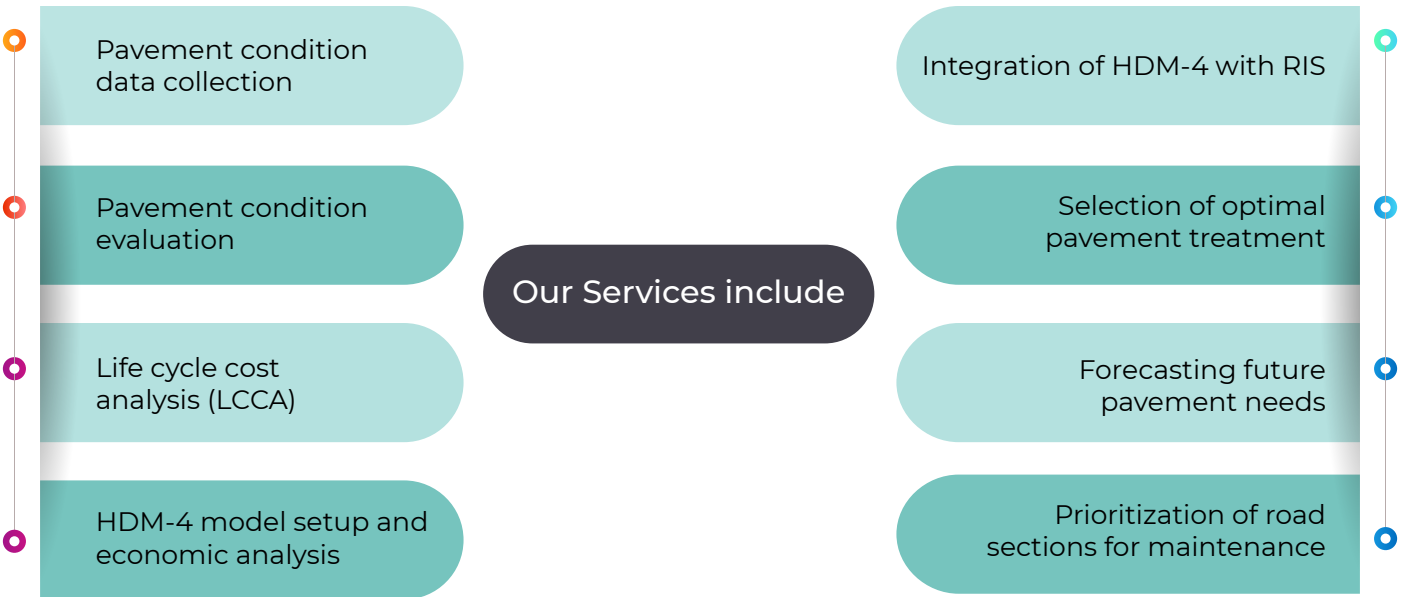 Pavement condition
data collection
Pavement condition
evaluation
Life cycle cost
analysis (LCCA)
HDM-4 model setup and
economic analysis
Our Services include
Integration of HDM-4 with RIS
Selection of optimal
pavement treatment
Forecasting future
pavement needs
Prioritization of road
sections for maintenance